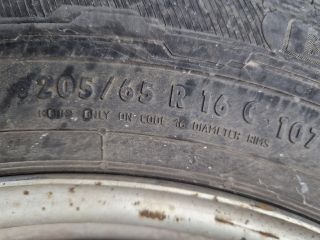 205/65 R 16 C 107
ONLY ON CODE 16 DIAMETER RIMS